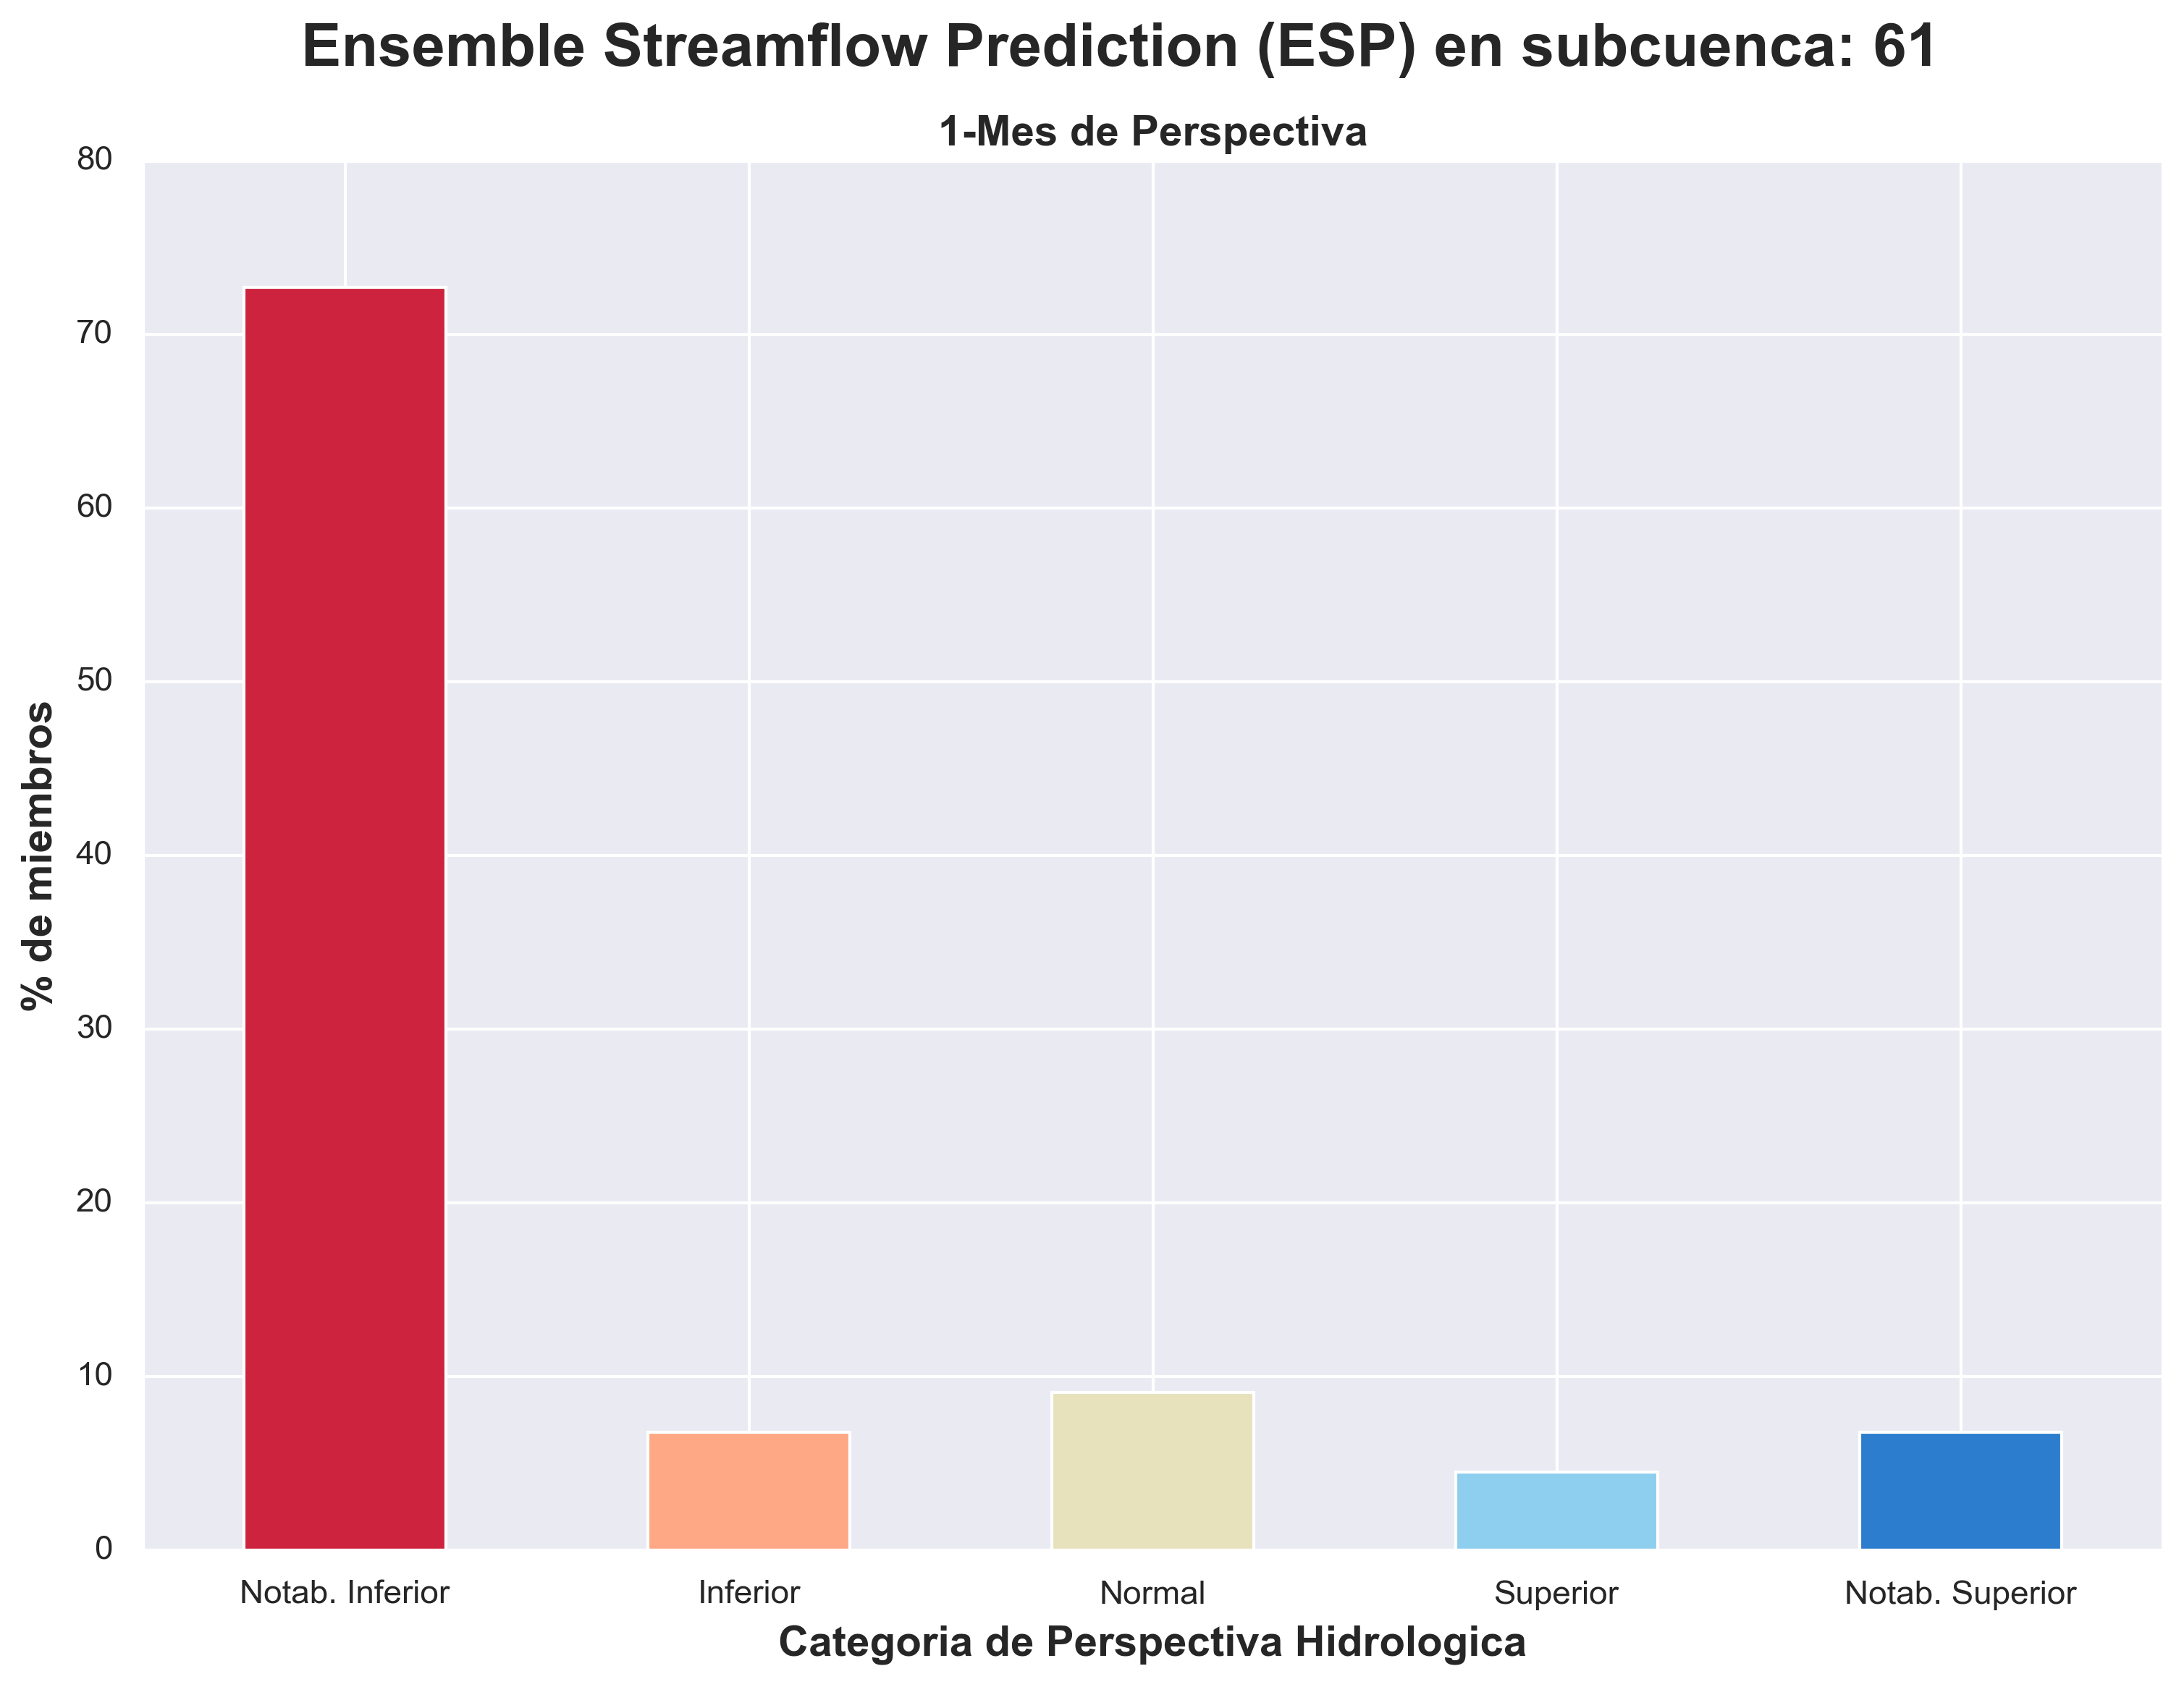 Ensemble Streamflow Prediction (ESP) en subcuenca: 61
1-Mes de Perspectiva
80
70
60
50
40
30
20
10
0
% de miembros
Notab. Inferior
Inferior
Normal
Superior
Notab. Superior
Categoria de Perspectiva Hidrologica